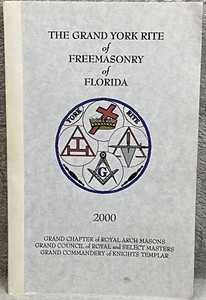 THE GRAND YORK RITE
of
FREEMASONRY
of
FLORIDA
YORK RITE
G
2000
GRAND CHAPTER of ROYAL ARCH MASONS
GRAND COUNCIL of ROYAL and SELECT MASTERS
GRAND COMMANDERY of KNIGHTS TEMPLAR